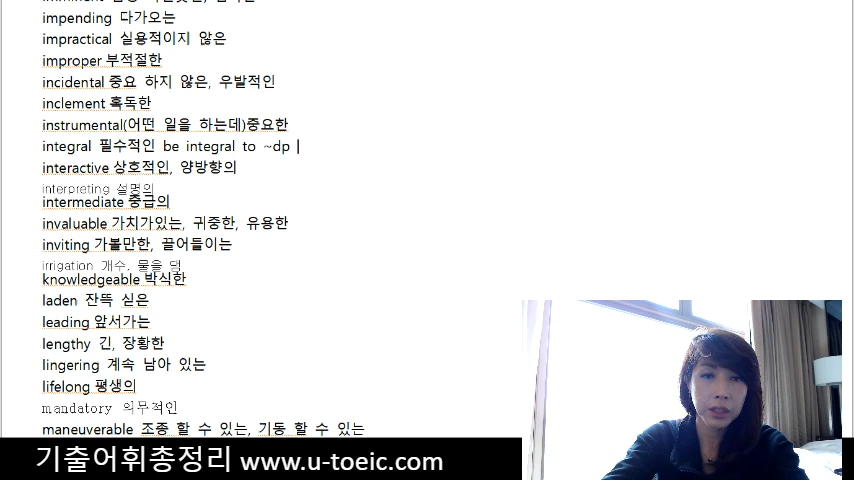 impending 다가오는
impractical 실용적이지 않은
improper 부적절한
incidental 중요 하지 않은, 우발적인
inclement 혹독한
instrumental(어떤 일을 하는데)중요한
integral 필수적인 be integral to ~dp
interactive 상호적인, 양방향의
interpreting 설명의
intermediate 중급의
invaluable 가치가있는, 귀중한, 유용한
inviting 가볼만한, 끌어들이는
irrigation 개수, 물을 댐
knowledgeable 박식한
laden 잔뜩 실은
leading 앞서가는
lengthy 긴, 장황한
lingering 계속 남아 있는
lifelong 평생의
mandatory 의무적인
maneuverable 조종 할 수 있는, 기동 할 수 있는
기출어휘총정리 www.u-toeic.com